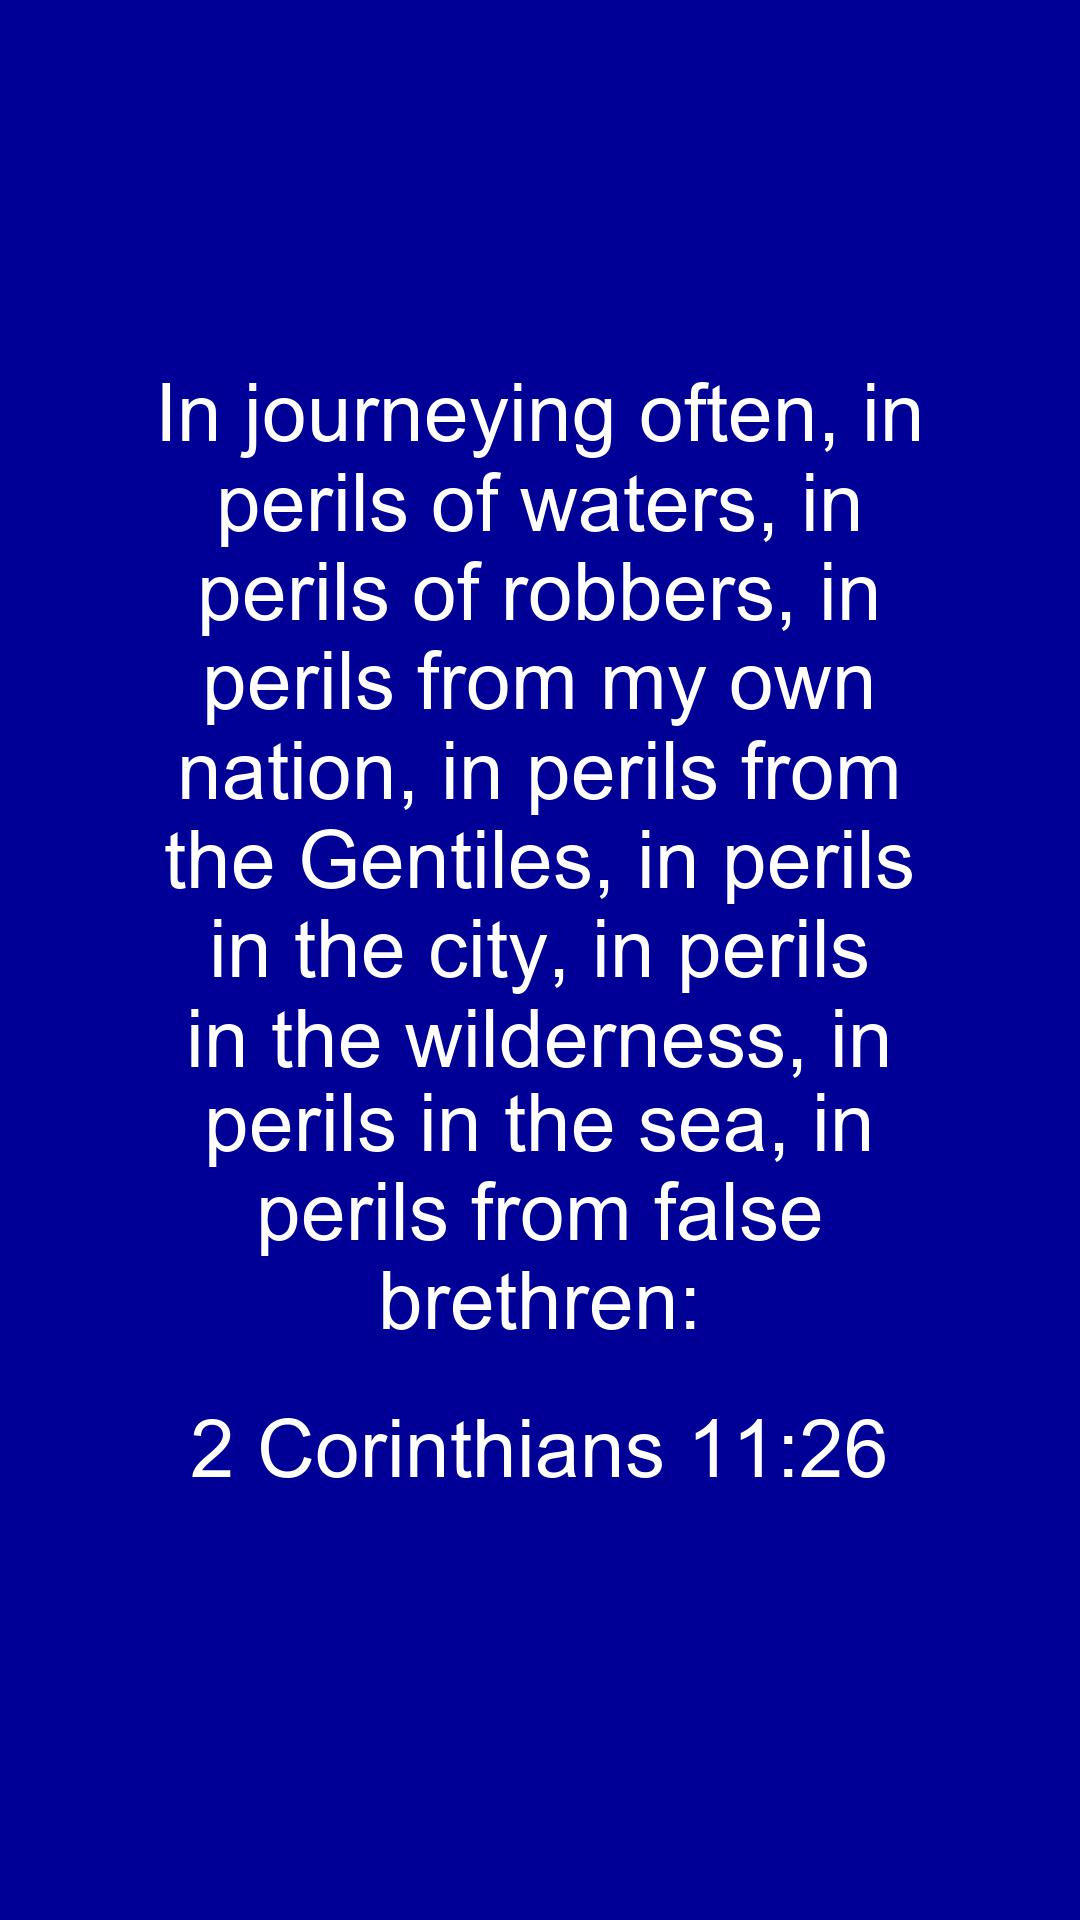 In journeying often, in
perils of waters, in
perils of robbers, in
perils from my own
nation, in perils from
the Gentiles, in perils
in the city, in perils
in the wilderness, in
perils in the sea, in
perils from false
brethren:
2 Corinthians 11:26